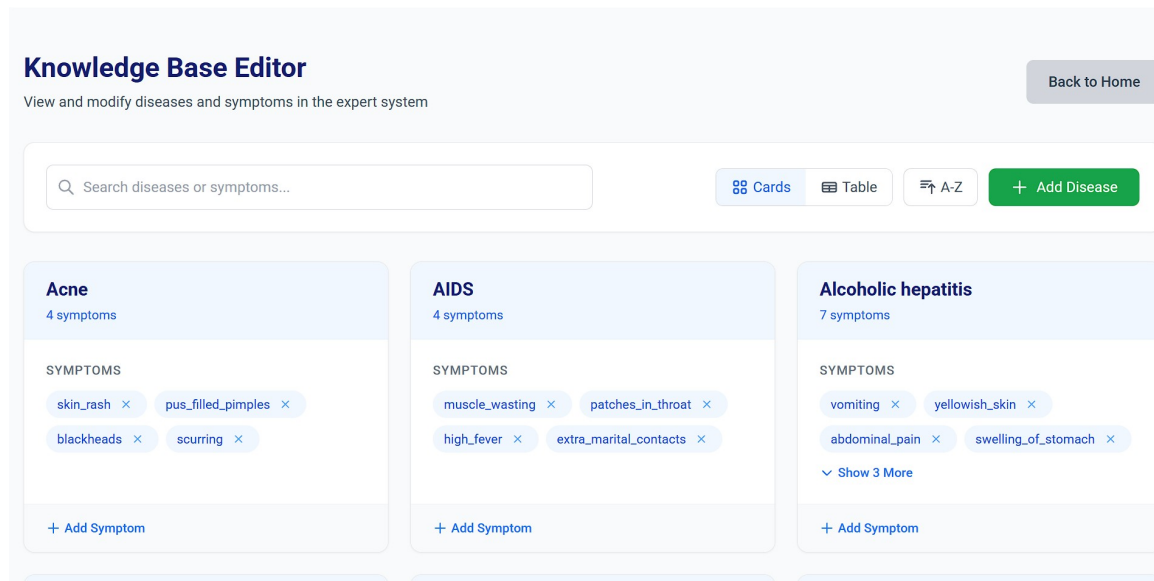 Knowledge Base Editor
View and modify diseases and symptoms in the expert system
Back to Home
Search diseases or symptoms...
Cards
Table
A-Z
+ Add Disease
Acne
4 symptoms
SYMPTOMS
skin_rash × pus_filled_pimples ×
blackheads × scurring ×
+ Add Symptom
AIDS
4 symptoms
SYMPTOMS
muscle_wasting × patches_in_throat ×
high_fever × extra_marital_contacts ×
+ Add Symptom
Alcoholic hepatitis
7 symptoms
SYMPTOMS
vomiting × yellowish_skin ×
abdominal_pain × swelling_of_stomach ×
Show 3 More
+ Add Symptom